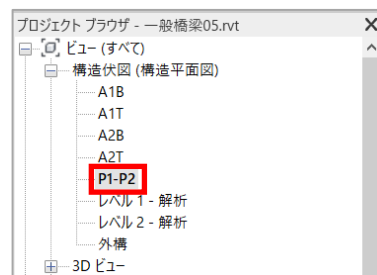 プロジェクト ブラウザ - 一般橋梁05.rvt
ビュー (すべて)
構造伏図 (構造平面図)
A1B
A1T
A2B
A2T
P1-P2
レベル 1 - 解析
レベル 2 - 解析
外構
3D ビュー